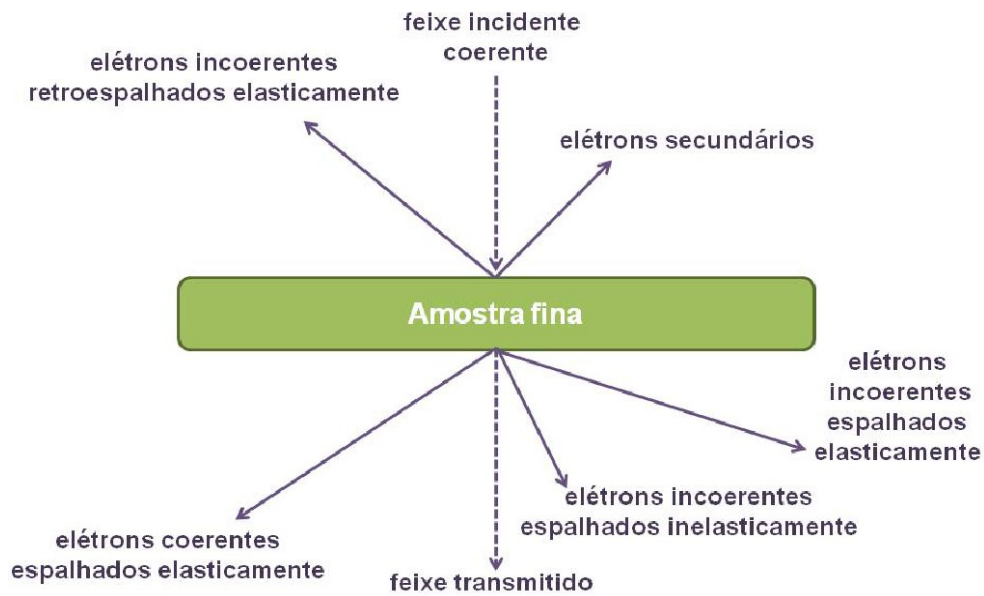 feixe incidente
coerente
elétrons incoerentes
retroespalhados elasticamente
elétrons secundários
Amostra fina
elétrons
incoerentes
espalhados
elasticamente
elétrons incoerentes
espalhados inelasticamente
elétrons coerentes
espalhados elasticamente
feixe transmitido